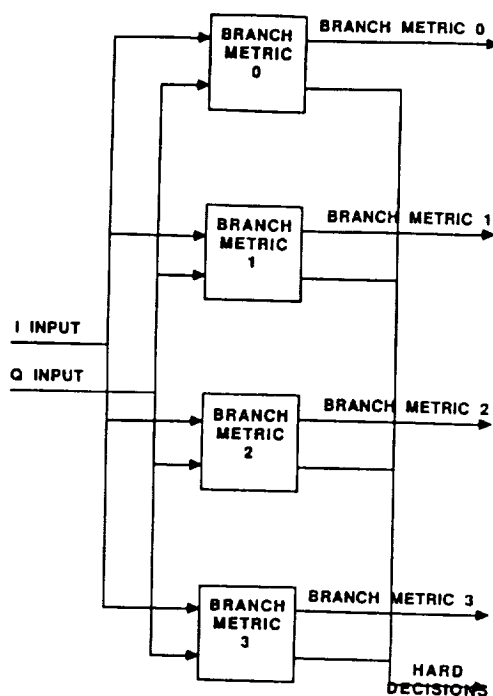 BRANCH METRIC 0
BRANCH
METRIC
0
BRANCH METRIC 1
BRANCH
METRIC
1
I INPUT
Q INPUT
BRANCH METRIC 2
BRANCH
METRIC
2
BRANCH METRIC 3
BRANCH
METRIC
3
HARD
DECISIONS